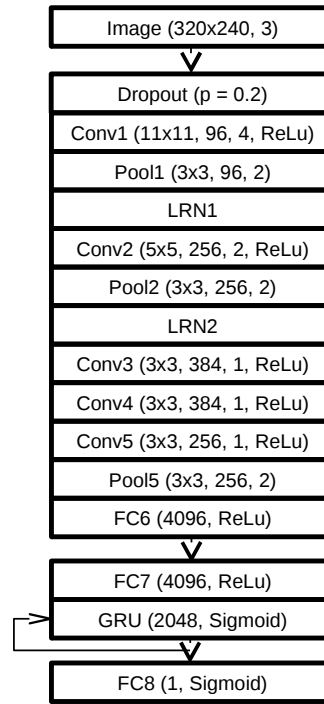 Image (320x240, 3)
Dropout (p = 0.2)
Conv1 (11x11, 96, 4, ReLu)
Pool1 (3x3, 96, 2)
LRN1
Conv2 (5x5, 256, 2, ReLu)
Pool2 (3x3, 256, 2)
LRN2
Conv3 (3x3, 384, 1, ReLu)
Conv4 (3x3, 384, 1, ReLu)
Conv5 (3x3, 256, 1, ReLu)
Pool5 (3x3, 256, 2)
FC6 (4096, ReLu)
FC7 (4096, ReLu)
GRU (2048, Sigmoid)
FC8 (1, Sigmoid)